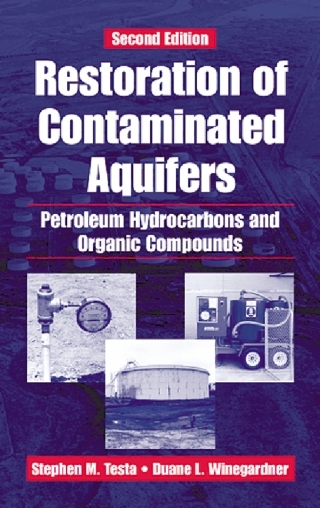 Second Edition
Restoration of
Contaminated
Aquifers
Petroleum Hydrocarbons and
Organic Compounds
Stephen M. Testa • Duane L. Winegardner